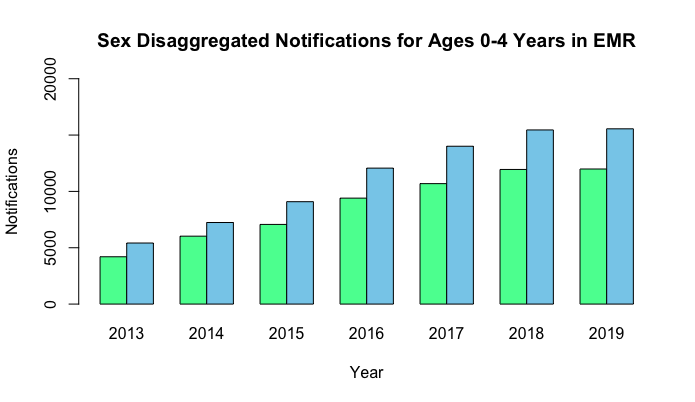 Sex Disaggregated Notifications for Ages 0-4 Years in EMR
Notifications
20000
10000
5000
0
2013 2014 2015 2016 2017 2018 2019
Year